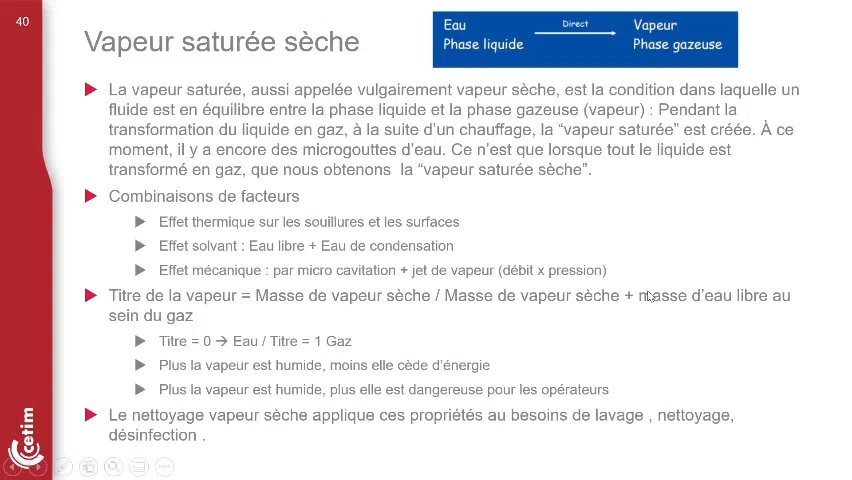 40
Vapeur saturée sèche
Eau
Phase liquide
Direct
Vapeur
Phase gazeuse
La vapeur saturée, aussi appelée vulgairement vapeur sèche, est la condition dans laquelle un
fluide est en équilibre entre la phase liquide et la phase gazeuse (vapeur) : Pendant la
transformation du liquide en gaz, à la suite d'un chauffage, la "vapeur saturée" est créée. À ce
moment, il y a encore des microgouttes d'eau. Ce n'est que lorsque tout le liquide est
transformé en gaz, que nous obtenons la "vapeur saturée sèche".
Combinaisons de facteurs
Effet thermique sur les souillures et les surfaces
Effet solvant : Eau libre + Eau de condensation
Effet mécanique : par micro cavitation + jet de vapeur (débit x pression)
Titre de la vapeur = Masse de vapeur sèche / Masse de vapeur sèche + masse d'eau libre au
sein du gaz
Titre = 0 → Eau / Titre = 1 Gaz
Plus la vapeur est humide, moins elle cède d'énergie
Plus la vapeur est humide, plus elle est dangereuse pour les opérateurs
Le nettoyage vapeur sèche applique ces propriétés au besoins de lavage , nettoyage,
désinfection .
cetim